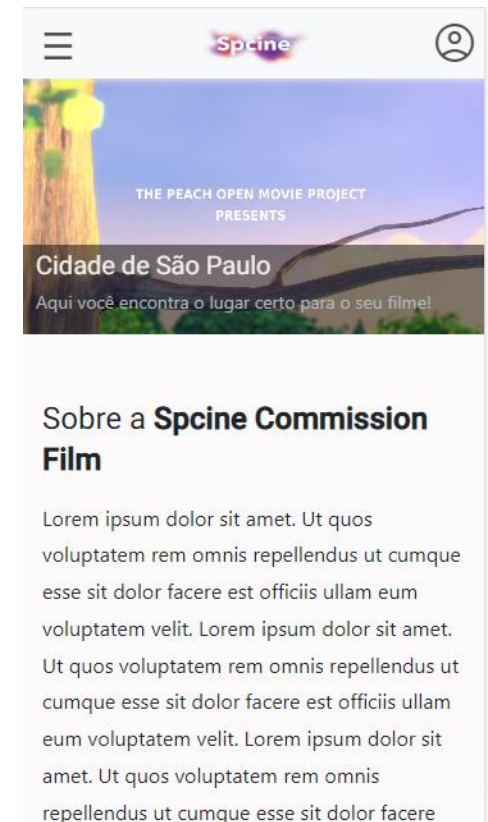 Spcine
THE PEACH OPEN MOVIE PROJECT
PRESENTS
Cidade de São Paulo
Aqui você encontra o lugar certo para o seu filme!
Sobre a Spcine Commission
Film
Lorem ipsum dolor sit amet. Ut quos
voluptatem rem omnis repellendus ut cumque
esse sit dolor facere est officiis ullam eum
voluptatem velit. Lorem ipsum dolor sit amet.
Ut quos voluptatem rem omnis repellendus ut
cumque esse sit dolor facere est officiis ullam
eum voluptatem velit. Lorem ipsum dolor sit
amet. Ut quos voluptatem rem omnis
repellendus ut cumque esse sit dolor facere